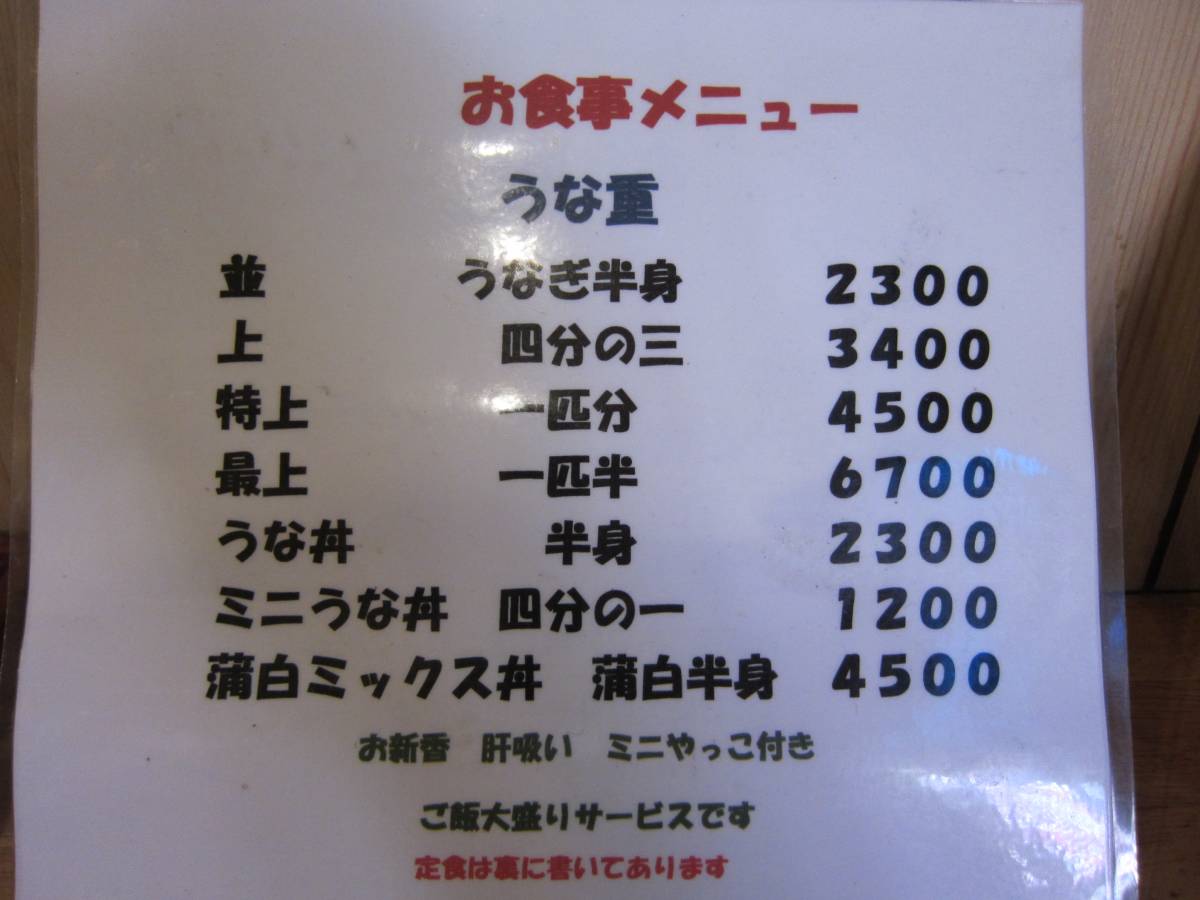 お食事メニュー
うな重
並 うなぎ半身 2300
上 四分の三 3400
特上 一匹分 4500
最上 一匹半 6700
うな丼 半身 2300
ミニうな丼 四分の一 1200
蒲白ミックス丼 蒲白半身 4500
お新香 肝吸い ミニやっこ付き
ご飯大盛りサービスです
定食は裏に書いてあります